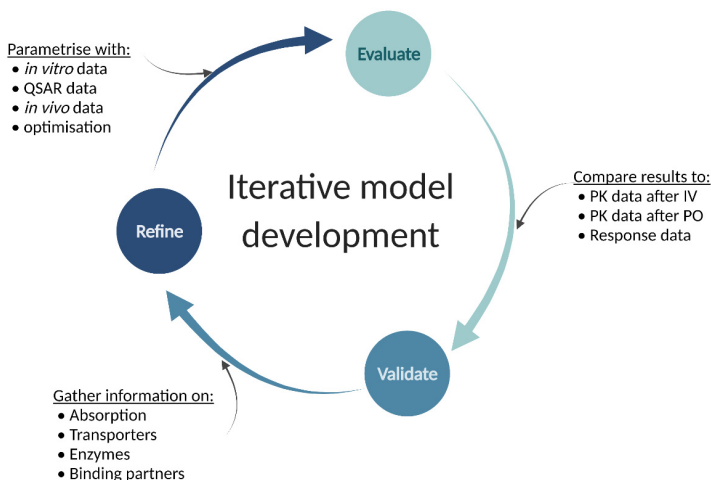 Parametrise with:
• in vitro data
• QSAR data
• in vivo data
• optimisation
Evaluate
Iterative model
development
Compare results to:
• PK data after IV
• PK data after PO
• Response data
Refine
Validate
Gather information on:
• Absorption
• Transporters
• Enzymes
• Binding partners